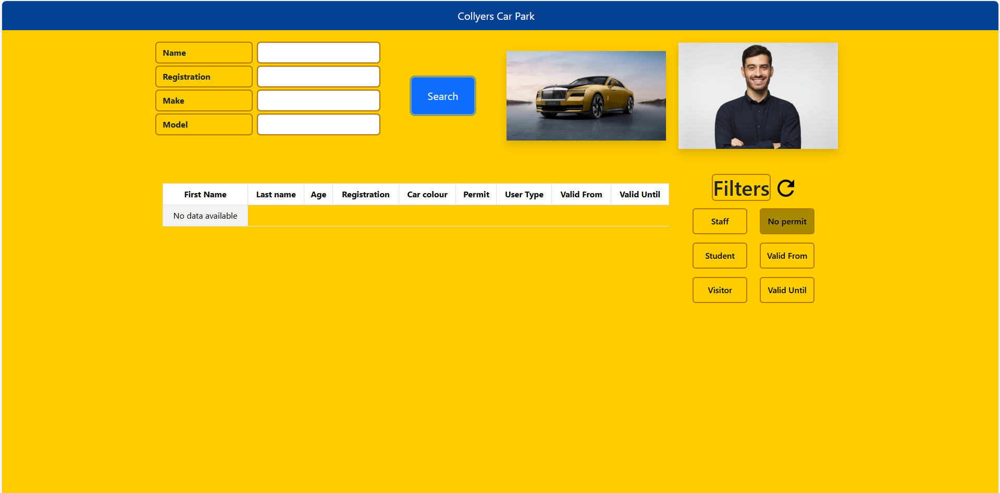 Collyers Car Park
Name
Registration
Make
Model
Search
First Name Last name Age Registration Car colour Permit User Type Valid From Valid Until
No data available
Filters
Staff No permit
Student Valid From
Visitor Valid Until